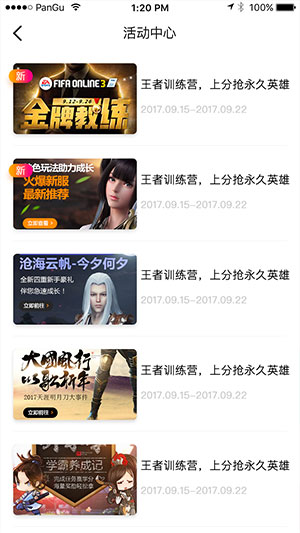 PanGu
1:20 PM
100%
活动中心
新
EA SPORTS
FIFA ONLINE 3
9.12-9.26
金牌教练
王者训练营，上分抢永久英雄
2017.09.15-2017.09.22
新
色玩法助力成长
火爆新服
最新推荐
立即查看
王者训练营，上分抢永久英雄
2017.09.15-2017.09.22
沧海云帆-今夕何夕
全新四重新手豪礼
伴您急速成长！
立即前往
王者训练营，上分抢永久英雄
2017.09.15-2017.09.22
大国风行
以歌祈年
2017天涯明月刀大事件
立即前往
王者训练营，上分抢永久英雄
2017.09.15-2017.09.22
学霸养成记
完成任务集学分
海量奖励轻松拿
王者训练营，上分抢永久英雄
2017.09.15-2017.09.22